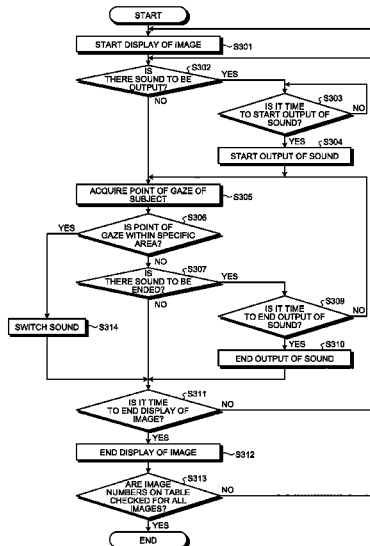 START
START DISPLAY OF IMAGE
S301
IS
THERE SOUND TO BE
OUTPUT?
S302
YES
NO
IS IT TIME
TO START OUTPUT OF
SOUND?
S303
NO
YES
S304
START OUTPUT OF SOUND
ACQUIRE POINT OF GAZE OF
SUBJECT
S305
S306
YES
IS POINT OF
GAZE WITHIN SPECIFIC
AREA?
NO
S307
IS
THERE SOUND TO BE
ENDED?
YES
NO
S309
IS IT TIME
TO END OUTPUT OF
SOUND?
NO
YES
SWITCH SOUND
S314
S310
END OUTPUT OF SOUND
S311
IS IT TIME
TO END DISPLAY OF
IMAGE?
NO
YES
END DISPLAY OF IMAGE
S312
S313
ARE IMAGE
NUMBERS ON TABLE
CHECKED FOR ALL
IMAGES?
NO
YES
END